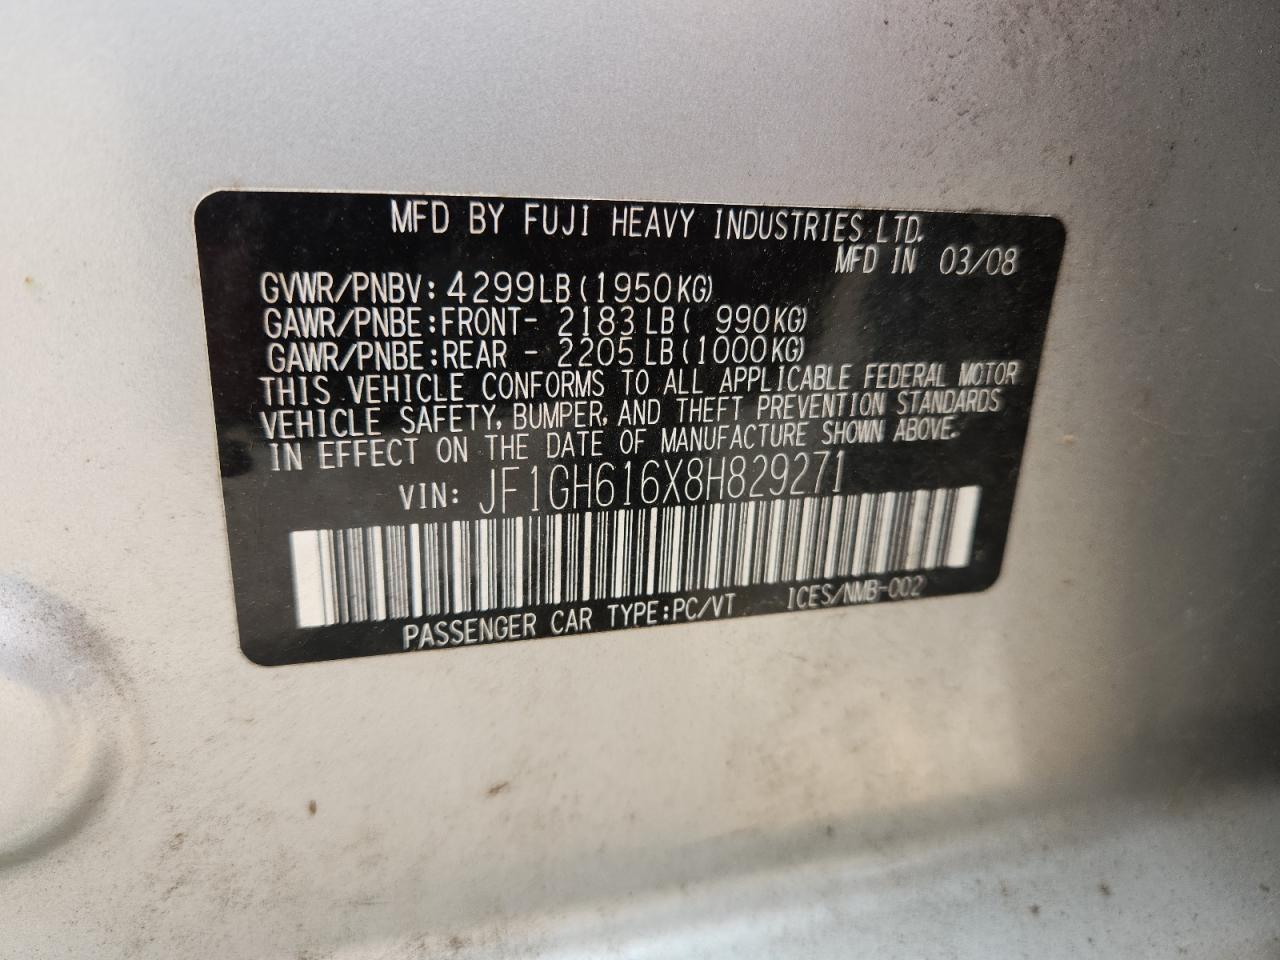 MFD BY FUJI HEAVY INDUSTRIES LTD.
MFD IN 03/08
GVWR/PNBV: 4299LB(1950KG)
GAWR/PNBE:FRONT- 2183LB( 990KG)
GAWR/PNBE:REAR - 2205LB(1000KG)
THIS VEHICLE CONFORMS TO ALL APPLICABLE FEDERAL MOTOR
VEHICLE SAFETY, BUMPER, AND THEFT PREVENTION STANDARDS
IN EFFECT ON THE DATE OF MANUFACTURE SHOWN ABOVE.
VIN: JF1GH616X8H829271
PASSENGER CAR TYPE:PC/VT ICES/NMB-002